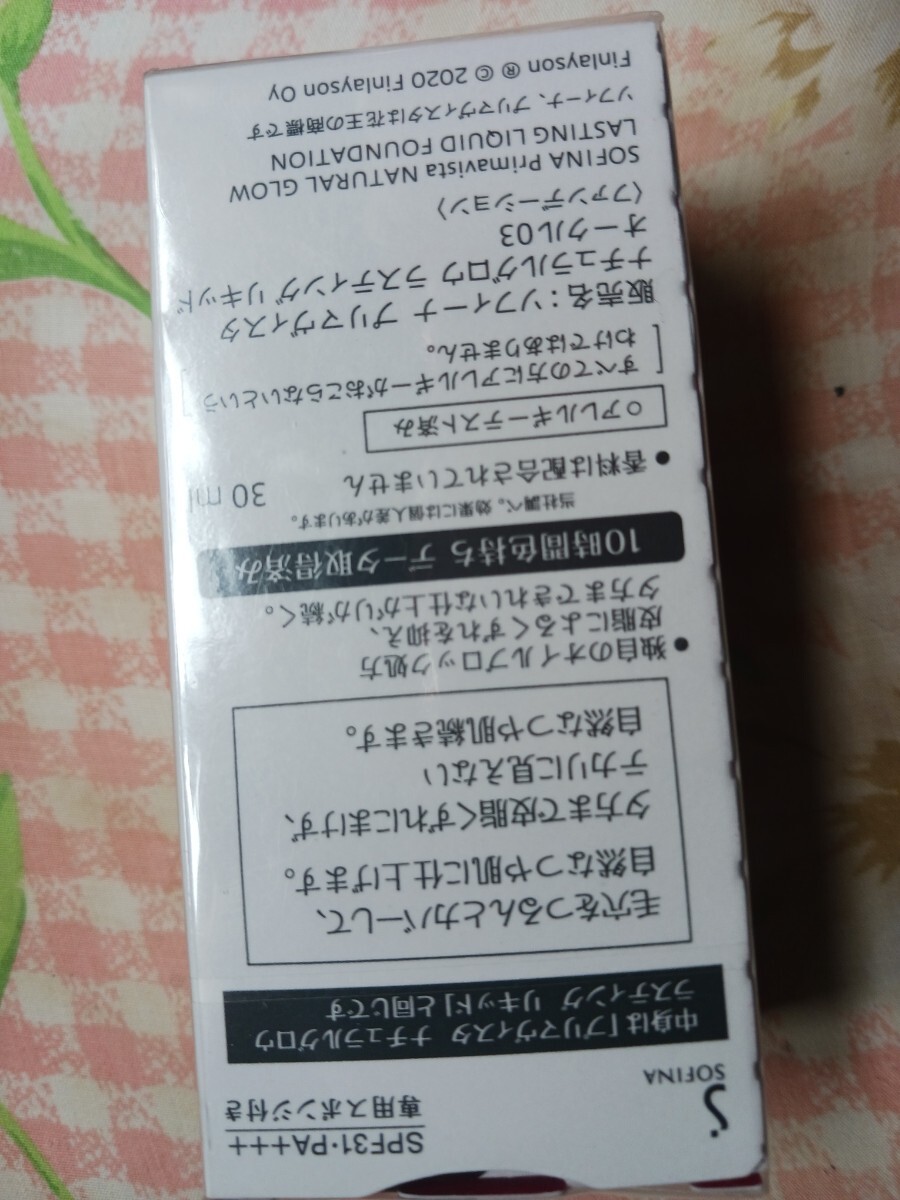 SPF31・PA+++
専用スポンジ付き
SOFINA
中身は「プリマヴィスタ ナチュラルグロウ
ラスティング リキッド」と同じです
毛穴をつるんとカバーして、
自然なつや肌に仕上げます。
夕方まで皮脂くずれにまけず、
テカリに見えない
自然なつや肌続きます。
●独自のオイルブロック処方
皮脂によるくずれを抑え、
夕方まできれいな仕上がりが続く。
10時間色持ち データ取得済み
当社調べ。効果には個人差があります。
●香料は配合されていません
30 ml
○アレルギーテスト済み
[すべての方にアレルギーがおこらないという
わけではありません。]
販売名：ソフィーナ プリマヴィスタ
ナチュラルグロウ ラスティング リキッド
オークル03
〈ファンデーション〉
SOFINA Primavista NATURAL GLOW
LASTING LIQUID FOUNDATION
ソフィーナ、プリマヴィスタは花王の商標です
Finlayson ® © 2020 Finlayson Oy